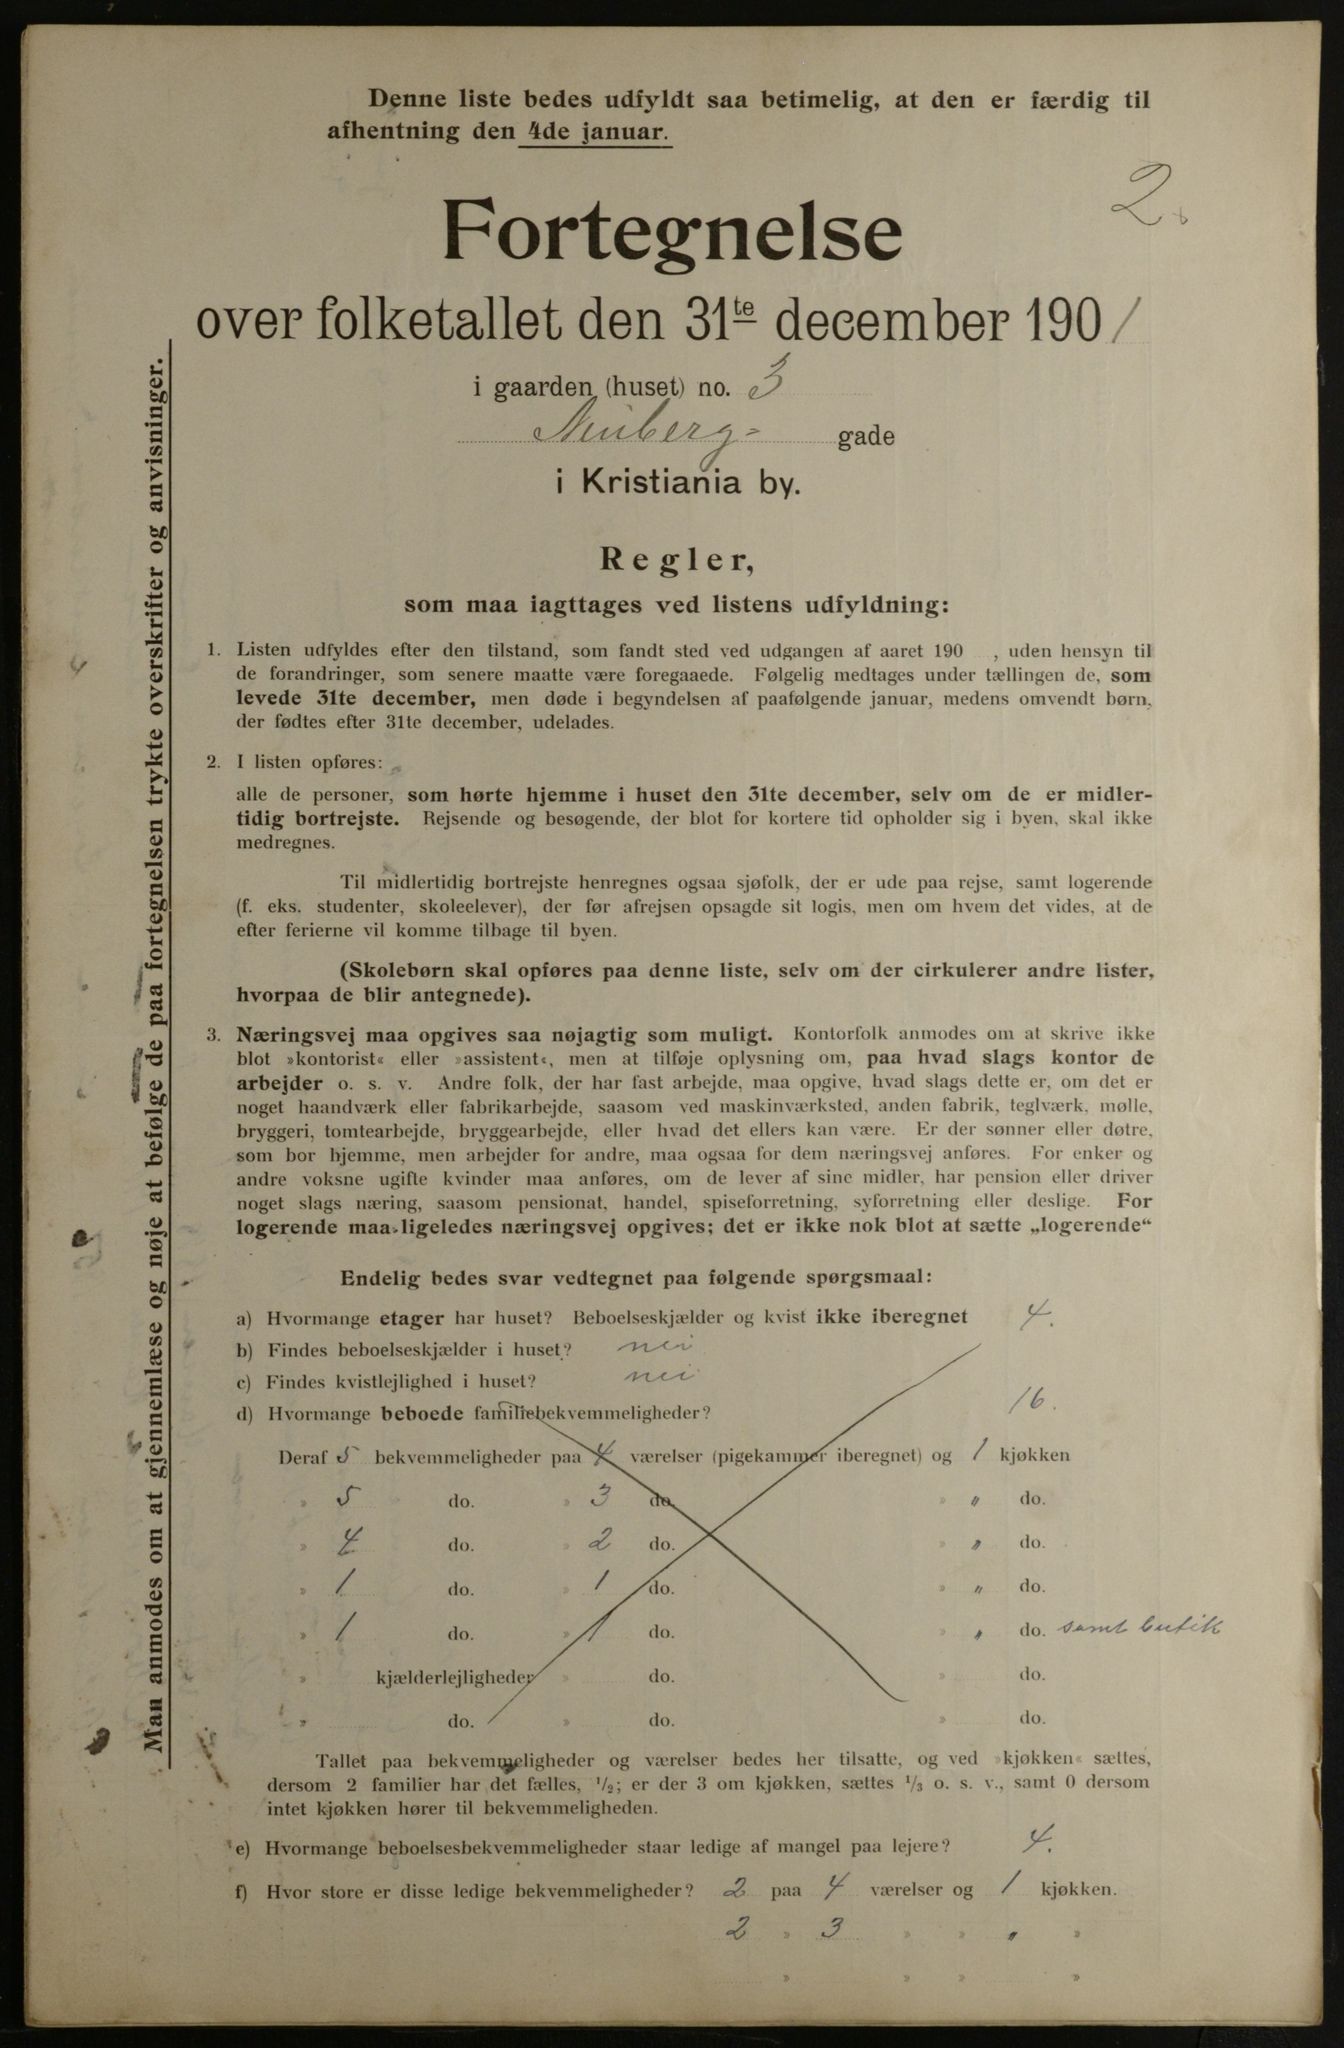 Denne liste bedes udfyldt saa betimelig, at den er færdig til
afhentning den 4de januar.
2.
Fortegnelse
over folketallet den 31te december 1901
i gaarden (huset) no. 3
Neuberg- gade
i Kristiania by.
Regler,
som maa iagttages ved listens udfyldning:
1. Listen udfyldes efter den tilstand, som fandt sted ved udgangen af aaret 190 , uden hensyn til
de forandringer, som senere maatte være foregaaede. Følgelig medtages under tællingen de, som
levede 31te december, men døde i begyndelsen af paafølgende januar, medens omvendt børn,
der fødtes efter 31te december, udelades.
2. I listen opføres:
alle de personer, som hørte hjemme i huset den 31te december, selv om de er midler-
tidig bortrejste. Rejsende og besøgende, der blot for kortere tid opholder sig i byen, skal ikke
medregnes.
Til midlertidig bortrejste henregnes ogsaa sjøfolk, der er ude paa rejse, samt logerende
(f. eks. studenter, skoleelever), der før afrejsen opsagde sit logis, men om hvem det vides, at de
efter ferierne vil komme tilbage til byen.
(Skolebørn skal opføres paa denne liste, selv om der cirkulerer andre lister,
hvorpaa de blir antegnede).
3. Næringsvej maa opgives saa nøjagtig som muligt. Kontorfolk anmodes om at skrive ikke
blot »kontorist« eller »assistent«, men at tilføje oplysning om, paa hvad slags kontor de
arbejder o. s. v. Andre folk, der har fast arbejde, maa opgive, hvad slags dette er, om det er
noget haandværk eller fabrikarbejde, saasom ved maskinværksted, anden fabrik, teglværk, mølle,
bryggeri, tomtearbejde, bryggearbejde, eller hvad det ellers kan være. Er der sønner eller døtre,
som bor hjemme, men arbejder for andre, maa ogsaa for dem næringsvej anføres. For enker og
andre voksne ugifte kvinder maa anføres, om de lever af sine midler, har pension eller driver
noget slags næring, saasom pensionat, handel, spiseforretning, syforretning eller deslige. For
logerende maa ligeledes næringsvej opgives; det er ikke nok blot at sætte „logerende“
Endelig bedes svar vedtegnet paa følgende spørgsmaal:
a) Hvormange etager har huset? Beboelseskjælder og kvist ikke iberegnet 4.
b) Findes beboelseskjælder i huset? nei
c) Findes kvistlejlighed i huset? nei
d) Hvormange beboede familiebekvemmeligheder? 16.
Deraf 5 bekvemmeligheder paa 4 værelser (pigekammer iberegnet) og 1 kjøkken
» 5 do. » 3 do. » " do.
» 4 do. » 2 do. » " do.
» 1 do. » 1 do. » " do.
» 1 do. » 1 do. » " do. samt butik
» kjælderlejligheder » do. » do.
» do. » do. » do.
Tallet paa bekvemmeligheder og værelser bedes her tilsatte, og ved »kjøkken« sættes,
dersom 2 familier har det fælles, 1/2; er der 3 om kjøkken, sættes 1/3 o. s. v., samt 0 dersom
intet kjøkken hører til bekvemmeligheden.
e) Hvormange beboelsesbekvemmeligheder staar ledige af mangel paa lejere? 4.
f) Hvor store er disse ledige bekvemmeligheder? 2 paa 4 værelser og 1 kjøkken.
2 » 3 » » " »
» » » »
Man anmodes om at gjennemlæse og nøje at befølge de paa fortegnelsen trykte overskrifter og anvisninger.